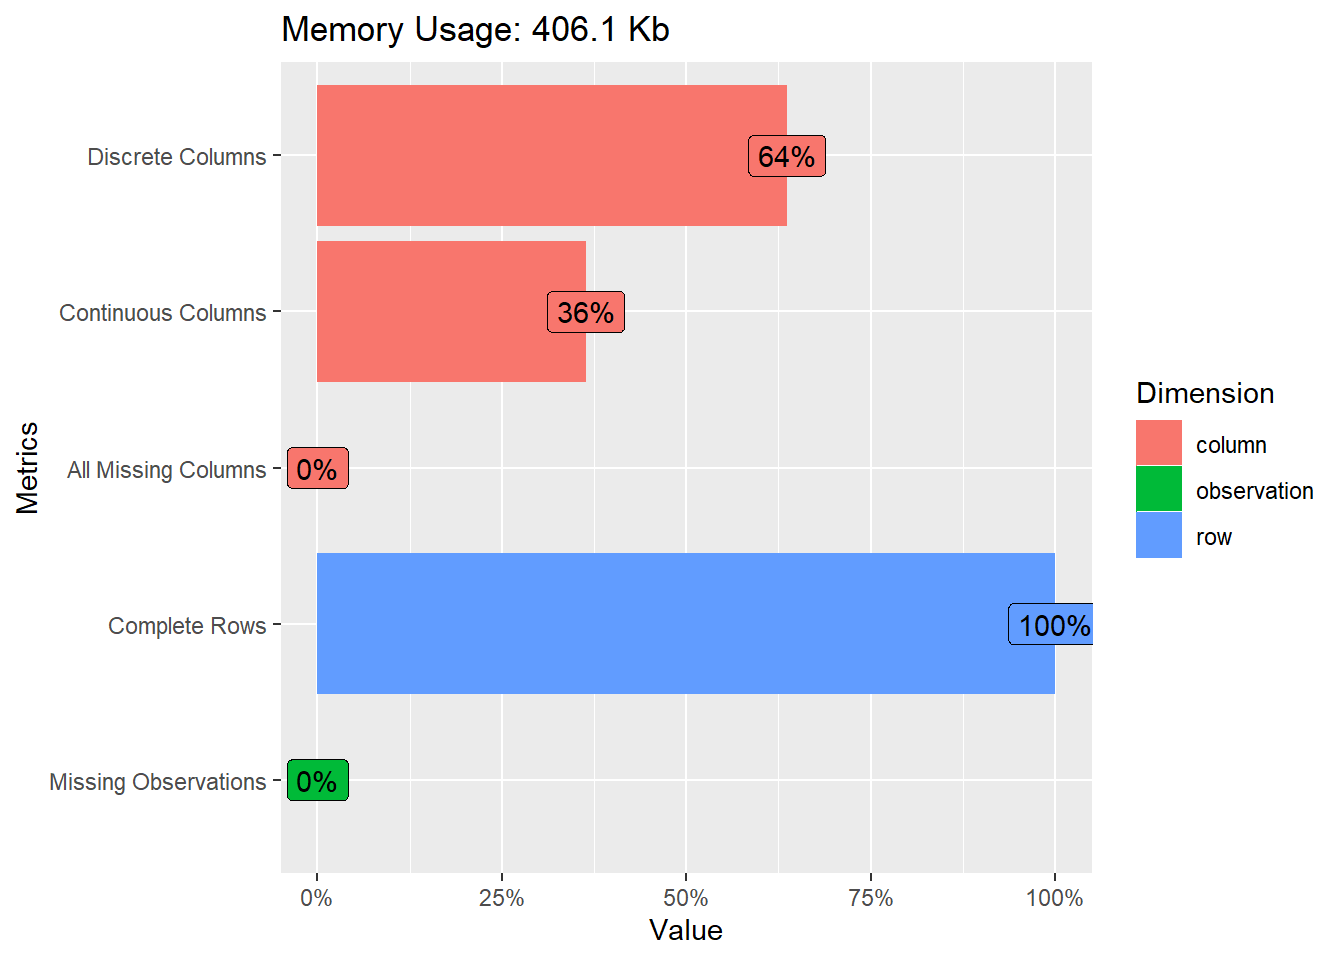 Memory Usage: 406.1 Kb
Discrete Columns
64%
Continuous Columns
36%
All Missing Columns
0%
Complete Rows
100%
Missing Observations
0%
Metrics
0% 25% 50% 75% 100%
Value
Dimension
column
observation
row